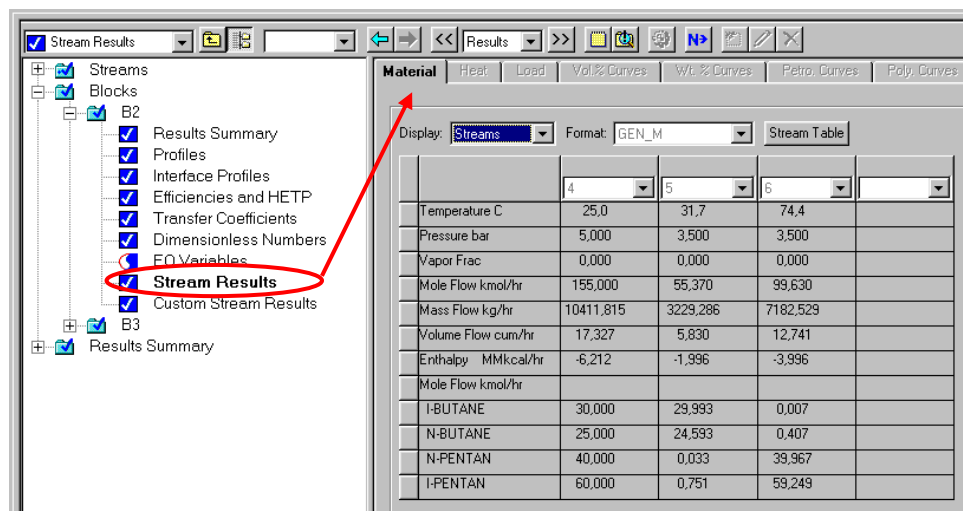 Stream Results
<< Results >> N>
Streams
Blocks
B2
Results Summary
Profiles
Interface Profiles
Efficiencies and HETP
Transfer Coefficients
Dimensionless Numbers
EO Variables
Stream Results
Custom Stream Results
B3
Results Summary
Material Heat Load Vol.% Curves Wt. % Curves Petro. Curves Poly. Curves
Display: Streams Format: GEN_M Stream Table
4 5 6
Temperature C 25,0 31,7 74,4
Pressure bar 5,000 3,500 3,500
Vapor Frac 0,000 0,000 0,000
Mole Flow kmol/hr 155,000 55,370 99,630
Mass Flow kg/hr 10411,815 3229,286 7182,529
Volume Flow cum/hr 17,327 5,830 12,741
Enthalpy MMkcal/hr -6,212 -1,996 -3,996
Mole Flow kmol/hr
I-BUTANE 30,000 29,993 0,007
N-BUTANE 25,000 24,593 0,407
N-PENTAN 40,000 0,033 39,967
I-PENTAN 60,000 0,751 59,249